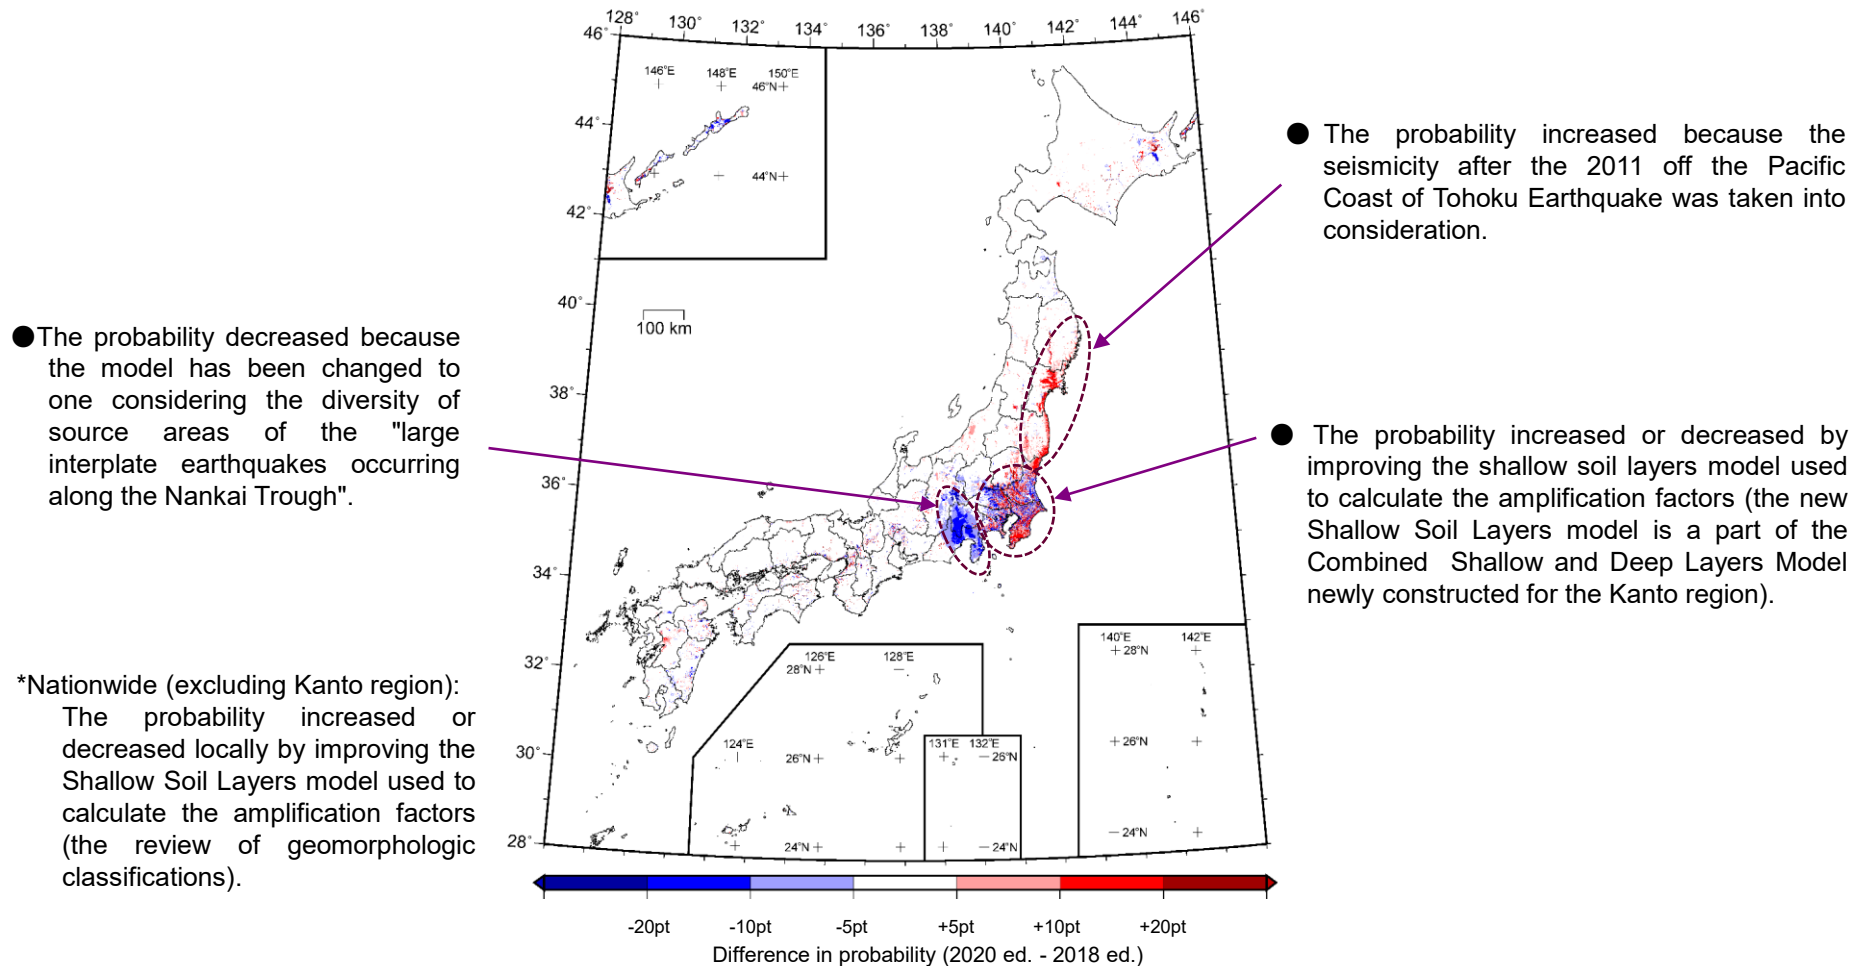 128° 130° 132° 134° 136° 138° 140° 142° 144° 146°
46°
44°
42°
40°
38°
36°
34°
32°
30°
28°
146°E 148°E 150°E
46°N
44°N
100 km
● The probability increased because the
seismicity after the 2011 off the Pacific
Coast of Tohoku Earthquake was taken into
consideration.
●The probability decreased because
the model has been changed to
one considering the diversity of
source areas of the "large
interplate earthquakes occurring
along the Nankai Trough".
● The probability increased or decreased by
improving the shallow soil layers model used
to calculate the amplification factors (the new
Shallow Soil Layers model is a part of the
Combined Shallow and Deep Layers Model
newly constructed for the Kanto region).
*Nationwide (excluding Kanto region):
The probability increased or
decreased locally by improving the
Shallow Soil Layers model used to
calculate the amplification factors
(the review of geomorphologic
classifications).
126°E 128°E
28°N
124°E
26°N
24°N
131°E 132°E
26°N
24°N
140°E 142°E
28°N
26°N
24°N
-20pt -10pt -5pt +5pt +10pt +20pt
Difference in probability (2020 ed. - 2018 ed.)